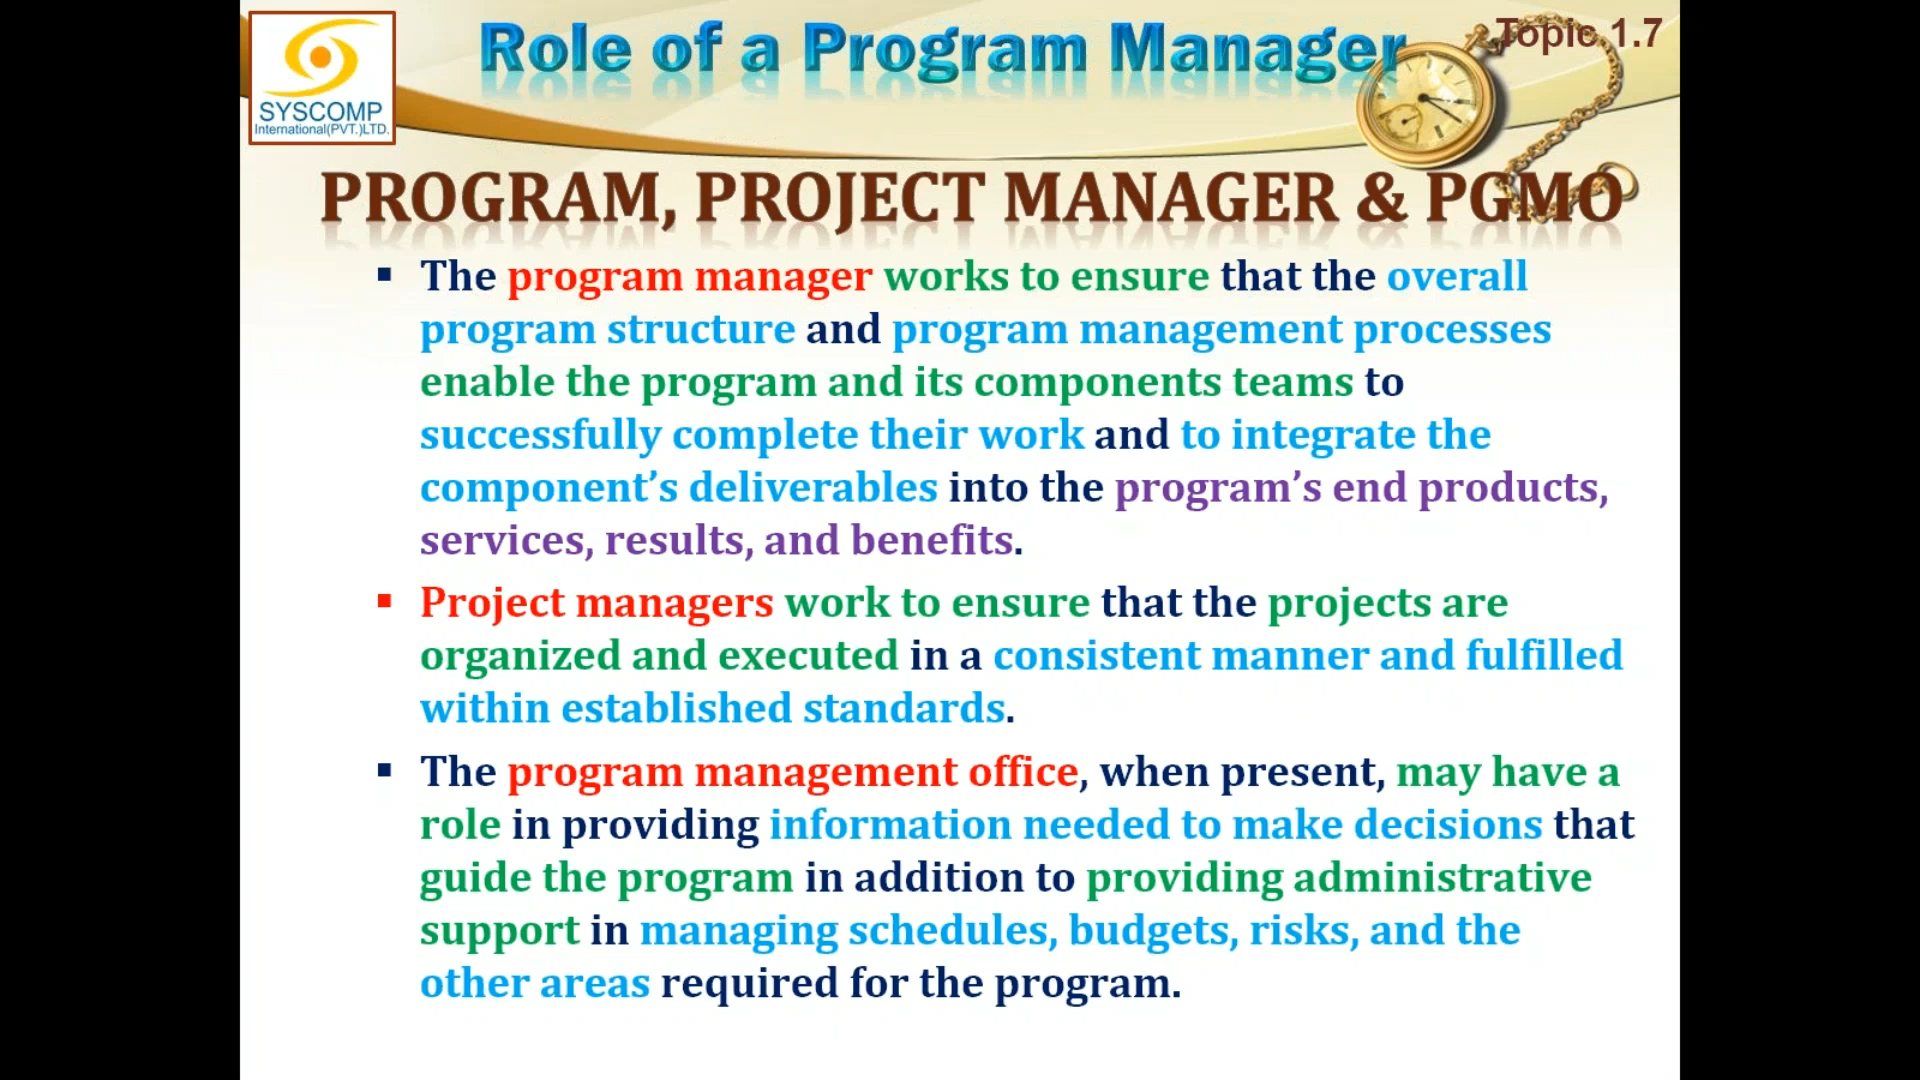 Role of a Program Manager
Topic 1.7
SYSCOMP
International(PVT.)LTD.
PROGRAM, PROJECT MANAGER & PGMO
▪ The program manager works to ensure that the overall
program structure and program management processes
enable the program and its components teams to
successfully complete their work and to integrate the
component’s deliverables into the program’s end products,
services, results, and benefits.
▪ Project managers work to ensure that the projects are
organized and executed in a consistent manner and fulfilled
within established standards.
▪ The program management office, when present, may have a
role in providing information needed to make decisions that
guide the program in addition to providing administrative
support in managing schedules, budgets, risks, and the
other areas required for the program.